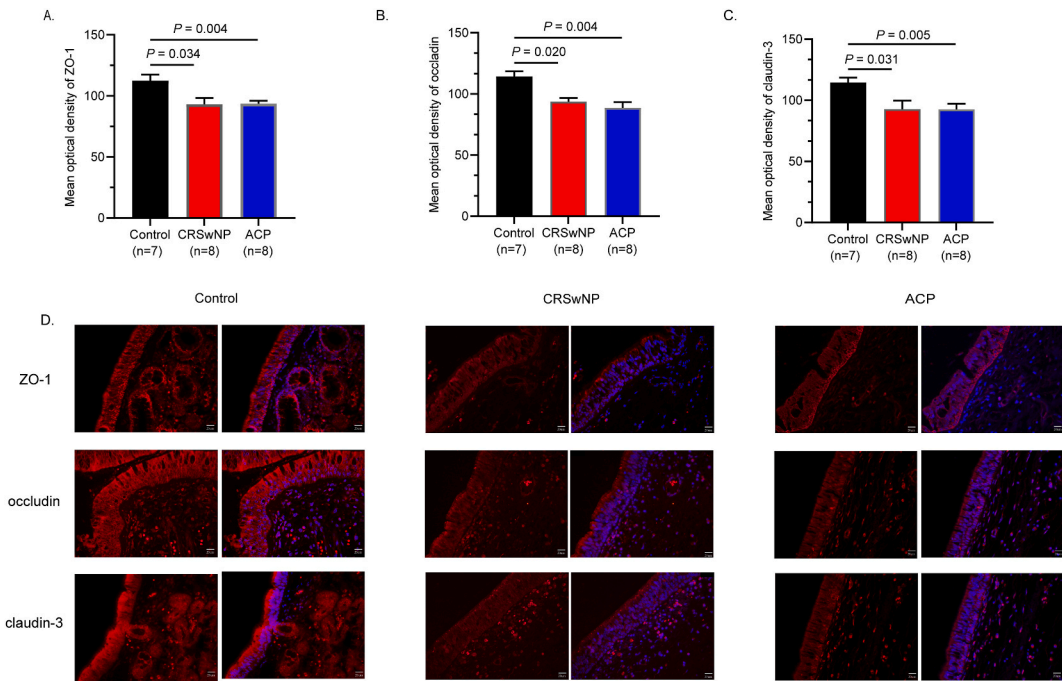 A.
Mean optical density of ZO-1
150
100
50
0
P = 0.004
P = 0.034
Control
(n=7)
CRSwNP
(n=8)
ACP
(n=8)
B.
Mean optical density of occladin
150
100
50
0
P = 0.004
P = 0.020
Control
(n=7)
CRSwNP
(n=8)
ACP
(n=8)
C.
Mean optical density of claudin-3
150
100
50
0
P = 0.005
P = 0.031
Control
(n=7)
CRSwNP
(n=8)
ACP
(n=8)
Control
CRSwNP
ACP
D.
ZO-1
occludin
claudin-3